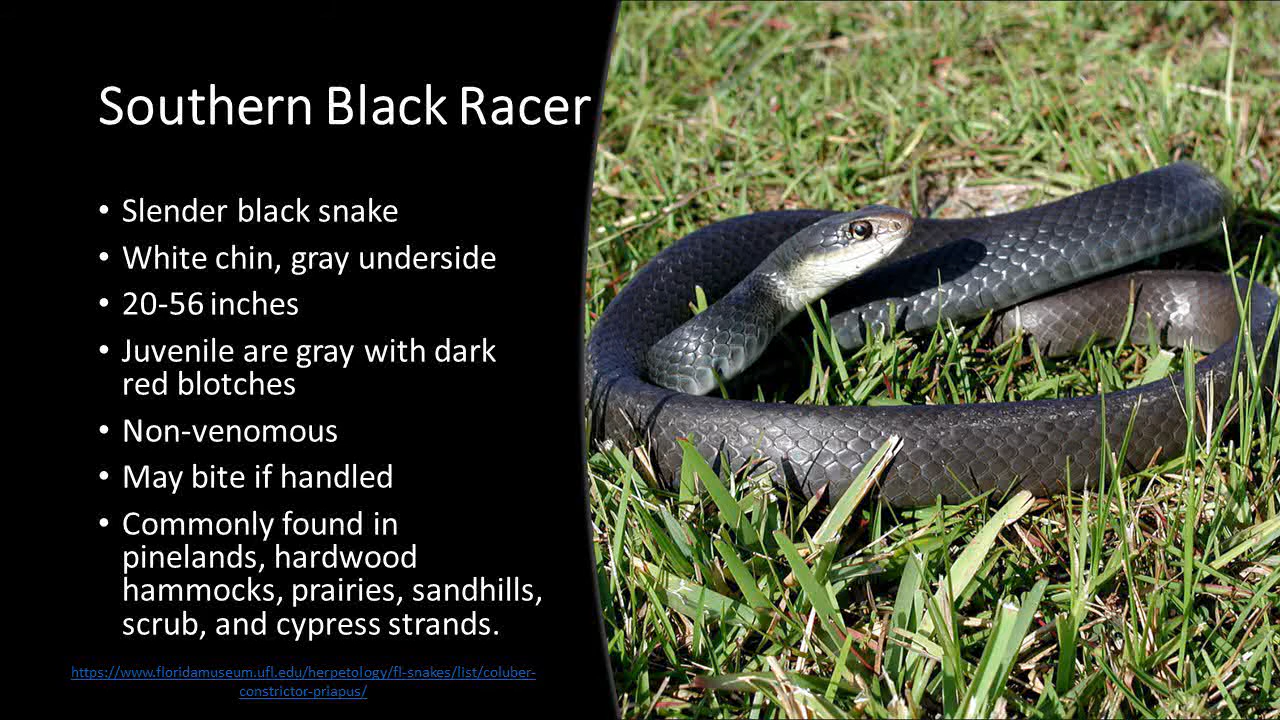 Southern Black Racer
• Slender black snake
• White chin, gray underside
• 20-56 inches
• Juvenile are gray with dark
red blotches
• Non-venomous
• May bite if handled
• Commonly found in
pinelands, hardwood
hammocks, prairies, sandhills,
scrub, and cypress strands.
https://www.floridamuseum.ufl.edu/herpetology/fl-snakes/list/coluber-
constrictor-priapus/